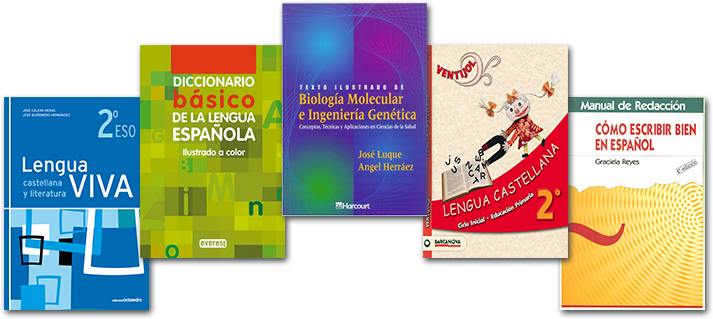 JOSÉ CALERO HERAS
JOSÉ QUIÑONERO HERNÁNDEZ
2º
ESO
Lengua
castellana y literatura
VIVA
octaedro
DICCIONARIO
básico
DE LA LENGUA
ESPAÑOLA
Ilustrado a color
everest
TEXTO ILUSTRADO DE
Biología Molecular
e Ingeniería Genética
Conceptos, Técnicas y Aplicaciones en Ciencias de la Salud
José Luque
Angel Herráez
Harcourt
VENTIJOL
LENGUA CASTELLANA
Ciclo Inicial - Educación Primaria
2º
BARCANOVA
Manual de Redacción
CÓMO ESCRIBIR BIEN
EN ESPAÑOL
Graciela Reyes